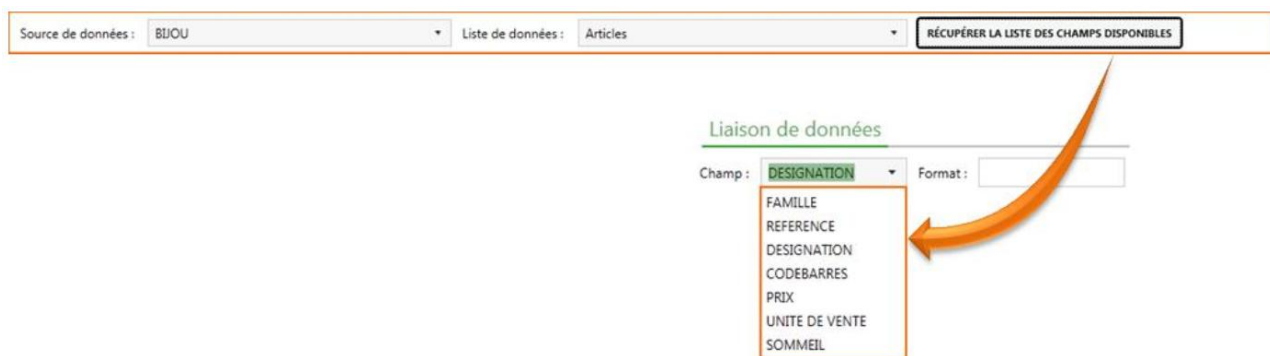 Source de données : BIJOU Liste de données : Articles RÉCUPÉRER LA LISTE DES CHAMPS DISPONIBLES
Liaison de données
Champ : DESIGNATION Format :
FAMILLE
REFERENCE
DESIGNATION
CODEBARRES
PRIX
UNITE DE VENTE
SOMMEIL